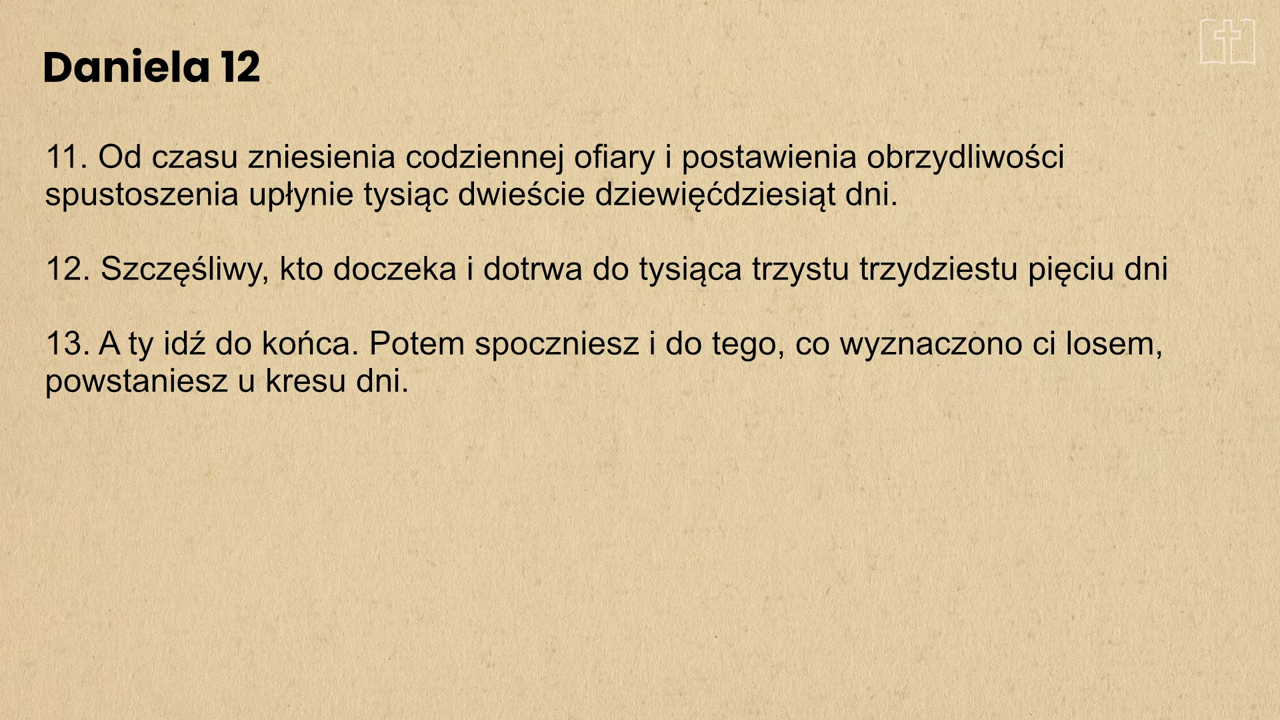 Daniela 12
11. Od czasu zniesienia codziennej ofiary i postawienia obrzydliwości
spustoszenia upłynie tysiąc dwieście dziewięćdziesiąt dni.
12. Szczęśliwy, kto doczeka i dotrwa do tysiąca trzystu trzydziestu pięciu dni
13. A ty idź do końca. Potem spoczniesz i do tego, co wyznaczono ci losem,
powstaniesz u kresu dni.